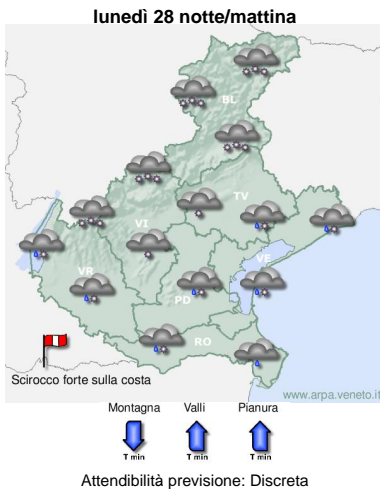 lunedì 28 notte/mattina
BL
TV
VI
VE
VR
PD
RO
Scirocco forte sulla costa
www.arpa.veneto.it/
Montagna Valli Pianura
T min T min T min
Attendibilità previsione: Discreta